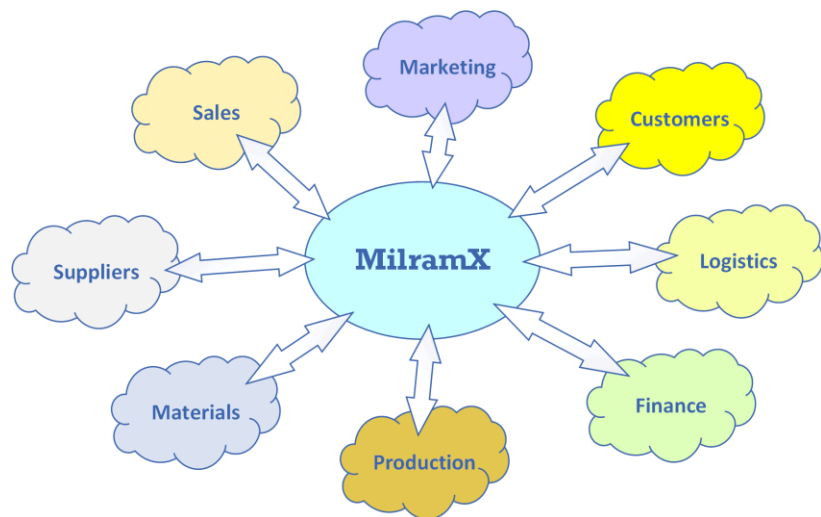 Marketing
Sales
Customers
MilramX
Suppliers
Logistics
Materials
Finance
Production